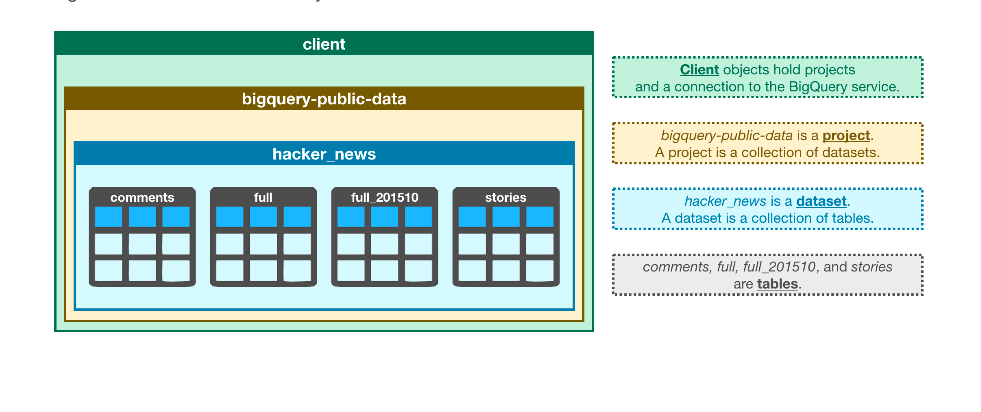 client
bigquery-public-data
hacker_news
comments
full
full_201510
stories
Client objects hold projects
and a connection to the BigQuery service.
bigquery-public-data is a project.
A project is a collection of datasets.
hacker_news is a dataset.
A dataset is a collection of tables.
comments, full, full_201510, and stories
are tables.